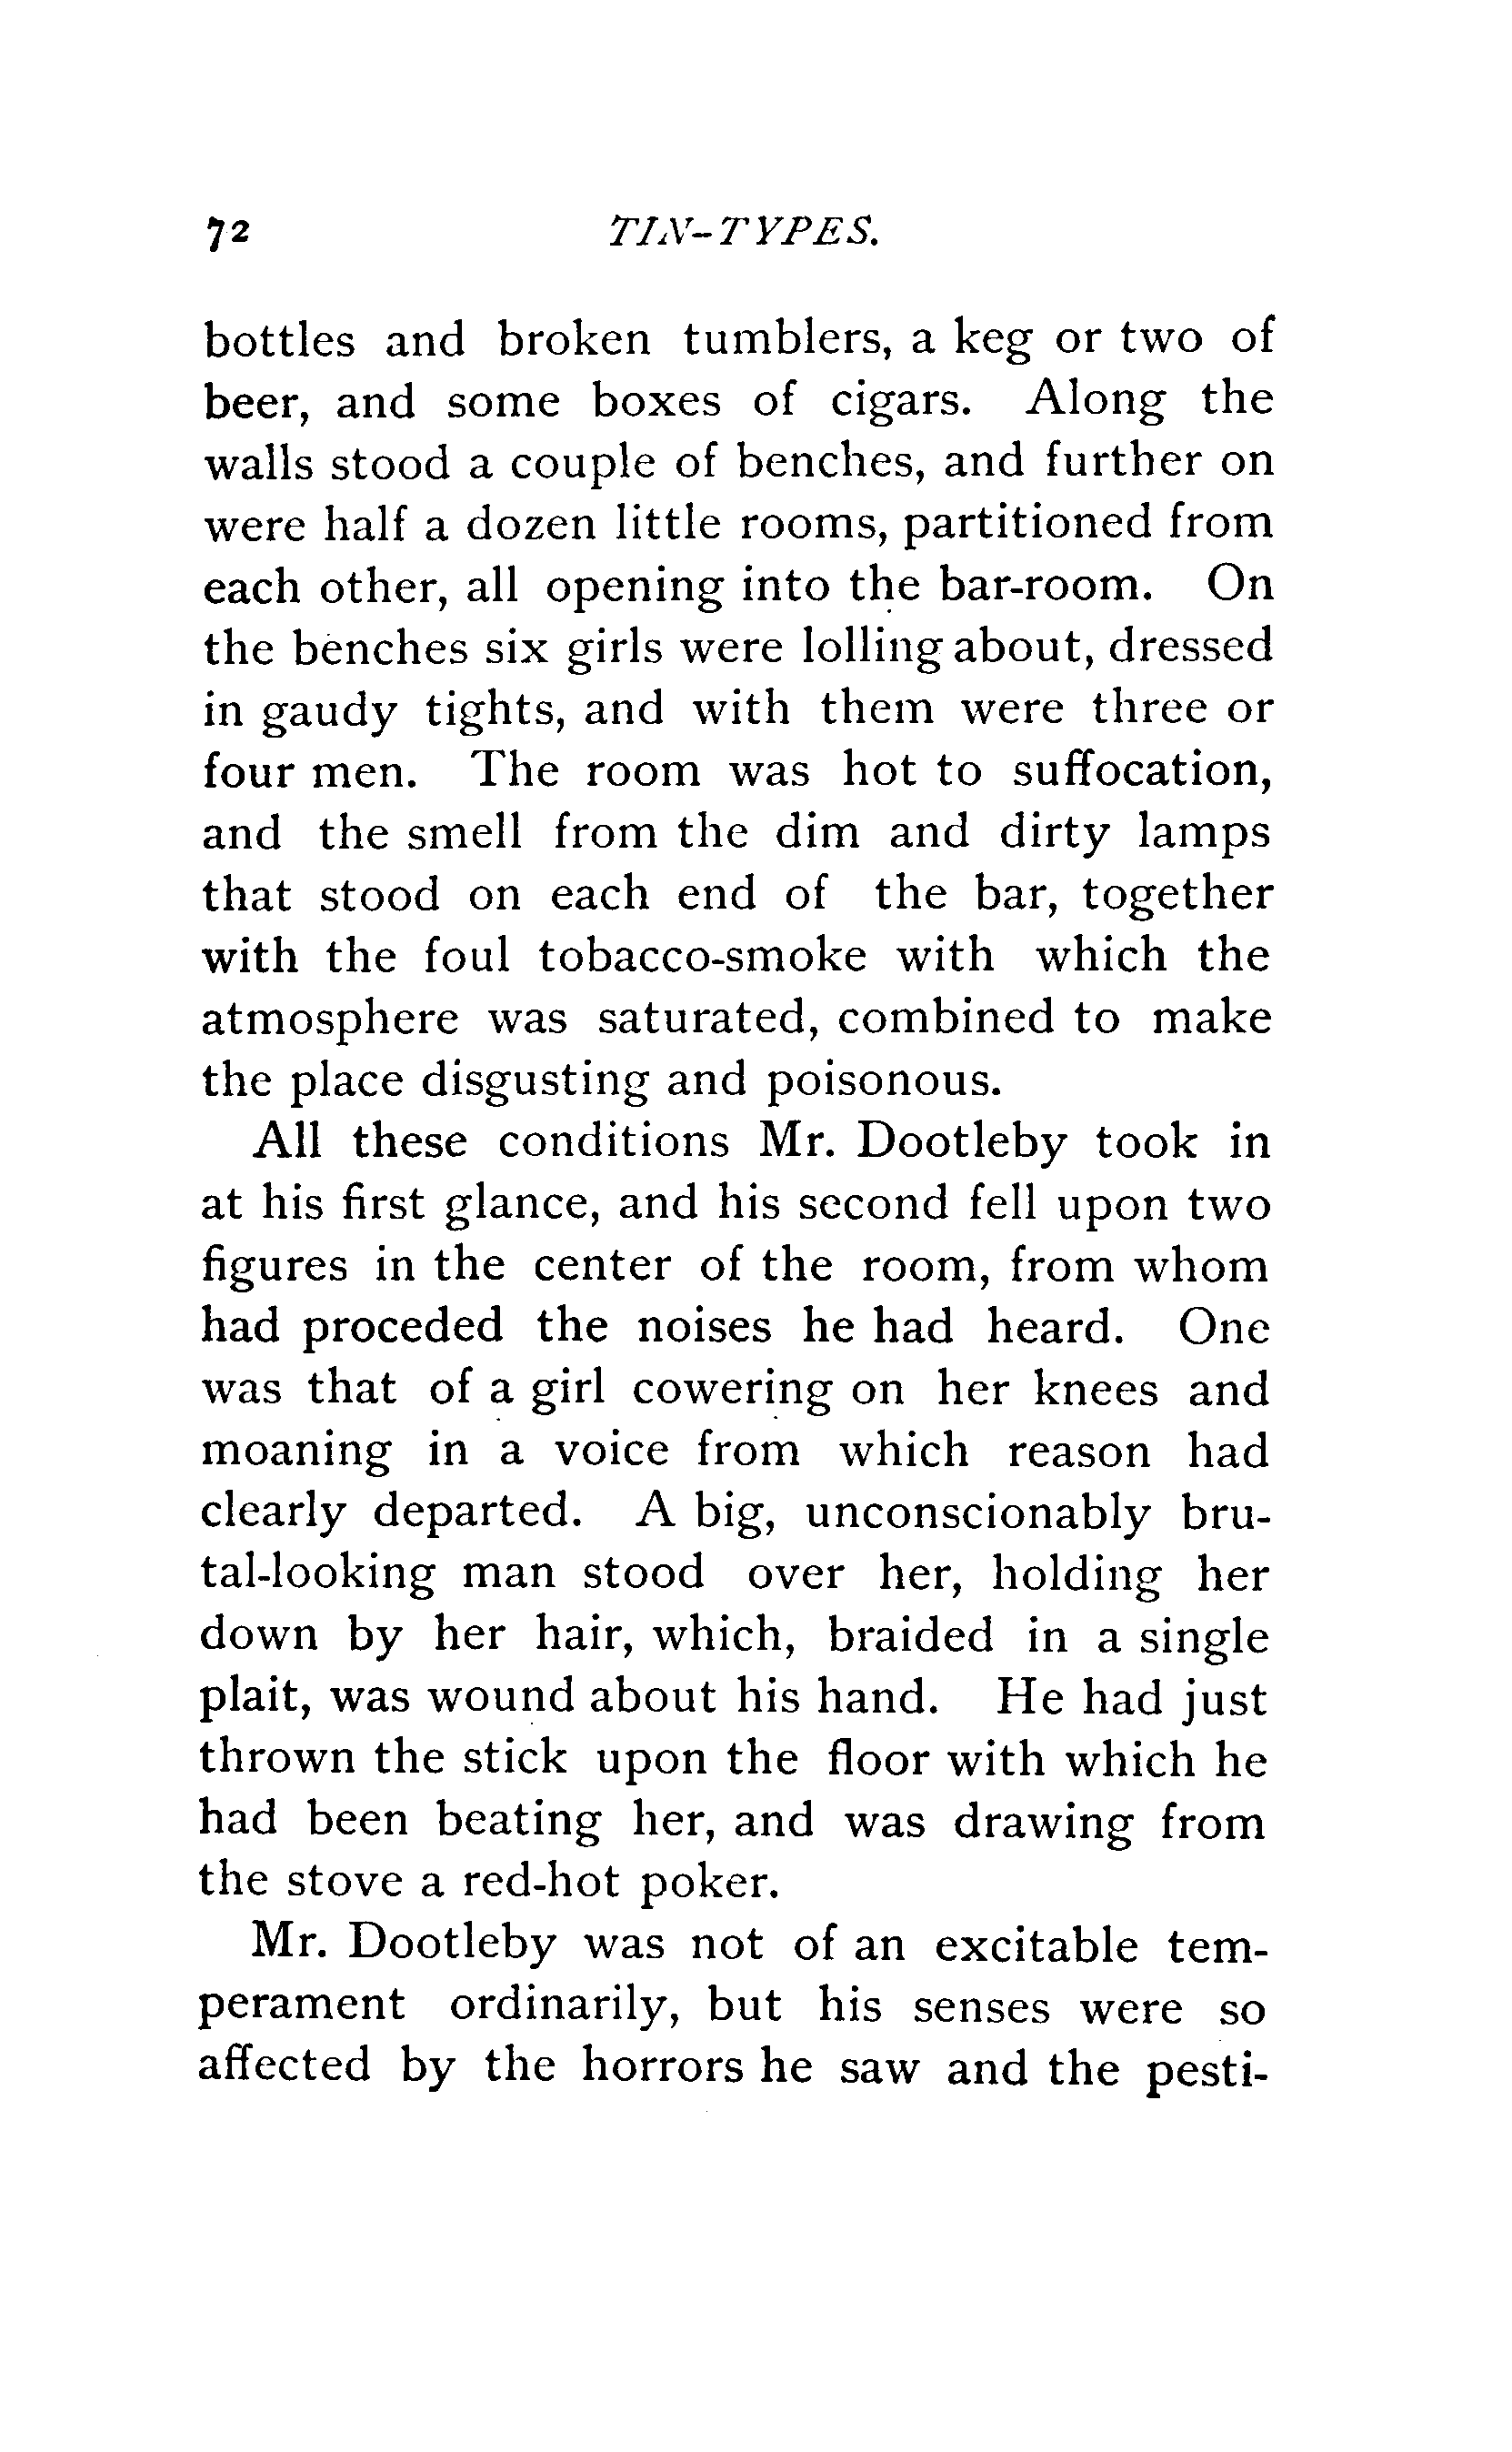 72 TIN-TYPES.
bottles and broken tumblers, a keg or two of
beer, and some boxes of cigars. Along the
walls stood a couple of benches, and further on
were half a dozen little rooms, partitioned from
each other, all opening into the bar-room. On
the benches six girls were lolling about, dressed
in gaudy tights, and with them were three or
four men. The room was hot to suffocation,
and the smell from the dim and dirty lamps
that stood on each end of the bar, together
with the foul tobacco-smoke with which the
atmosphere was saturated, combined to make
the place disgusting and poisonous.
All these conditions Mr. Dootleby took in
at his first glance, and his second fell upon two
figures in the center of the room, from whom
had proceded the noises he had heard. One
was that of a girl cowering on her knees and
moaning in a voice from which reason had
clearly departed. A big, unconscionably bru-
tal-looking man stood over her, holding her
down by her hair, which, braided in a single
plait, was wound about his hand. He had just
thrown the stick upon the floor with which he
had been beating her, and was drawing from
the stove a red-hot poker.
Mr. Dootleby was not of an excitable tem-
perament ordinarily, but his senses were so
affected by the horrors he saw and the pesti-